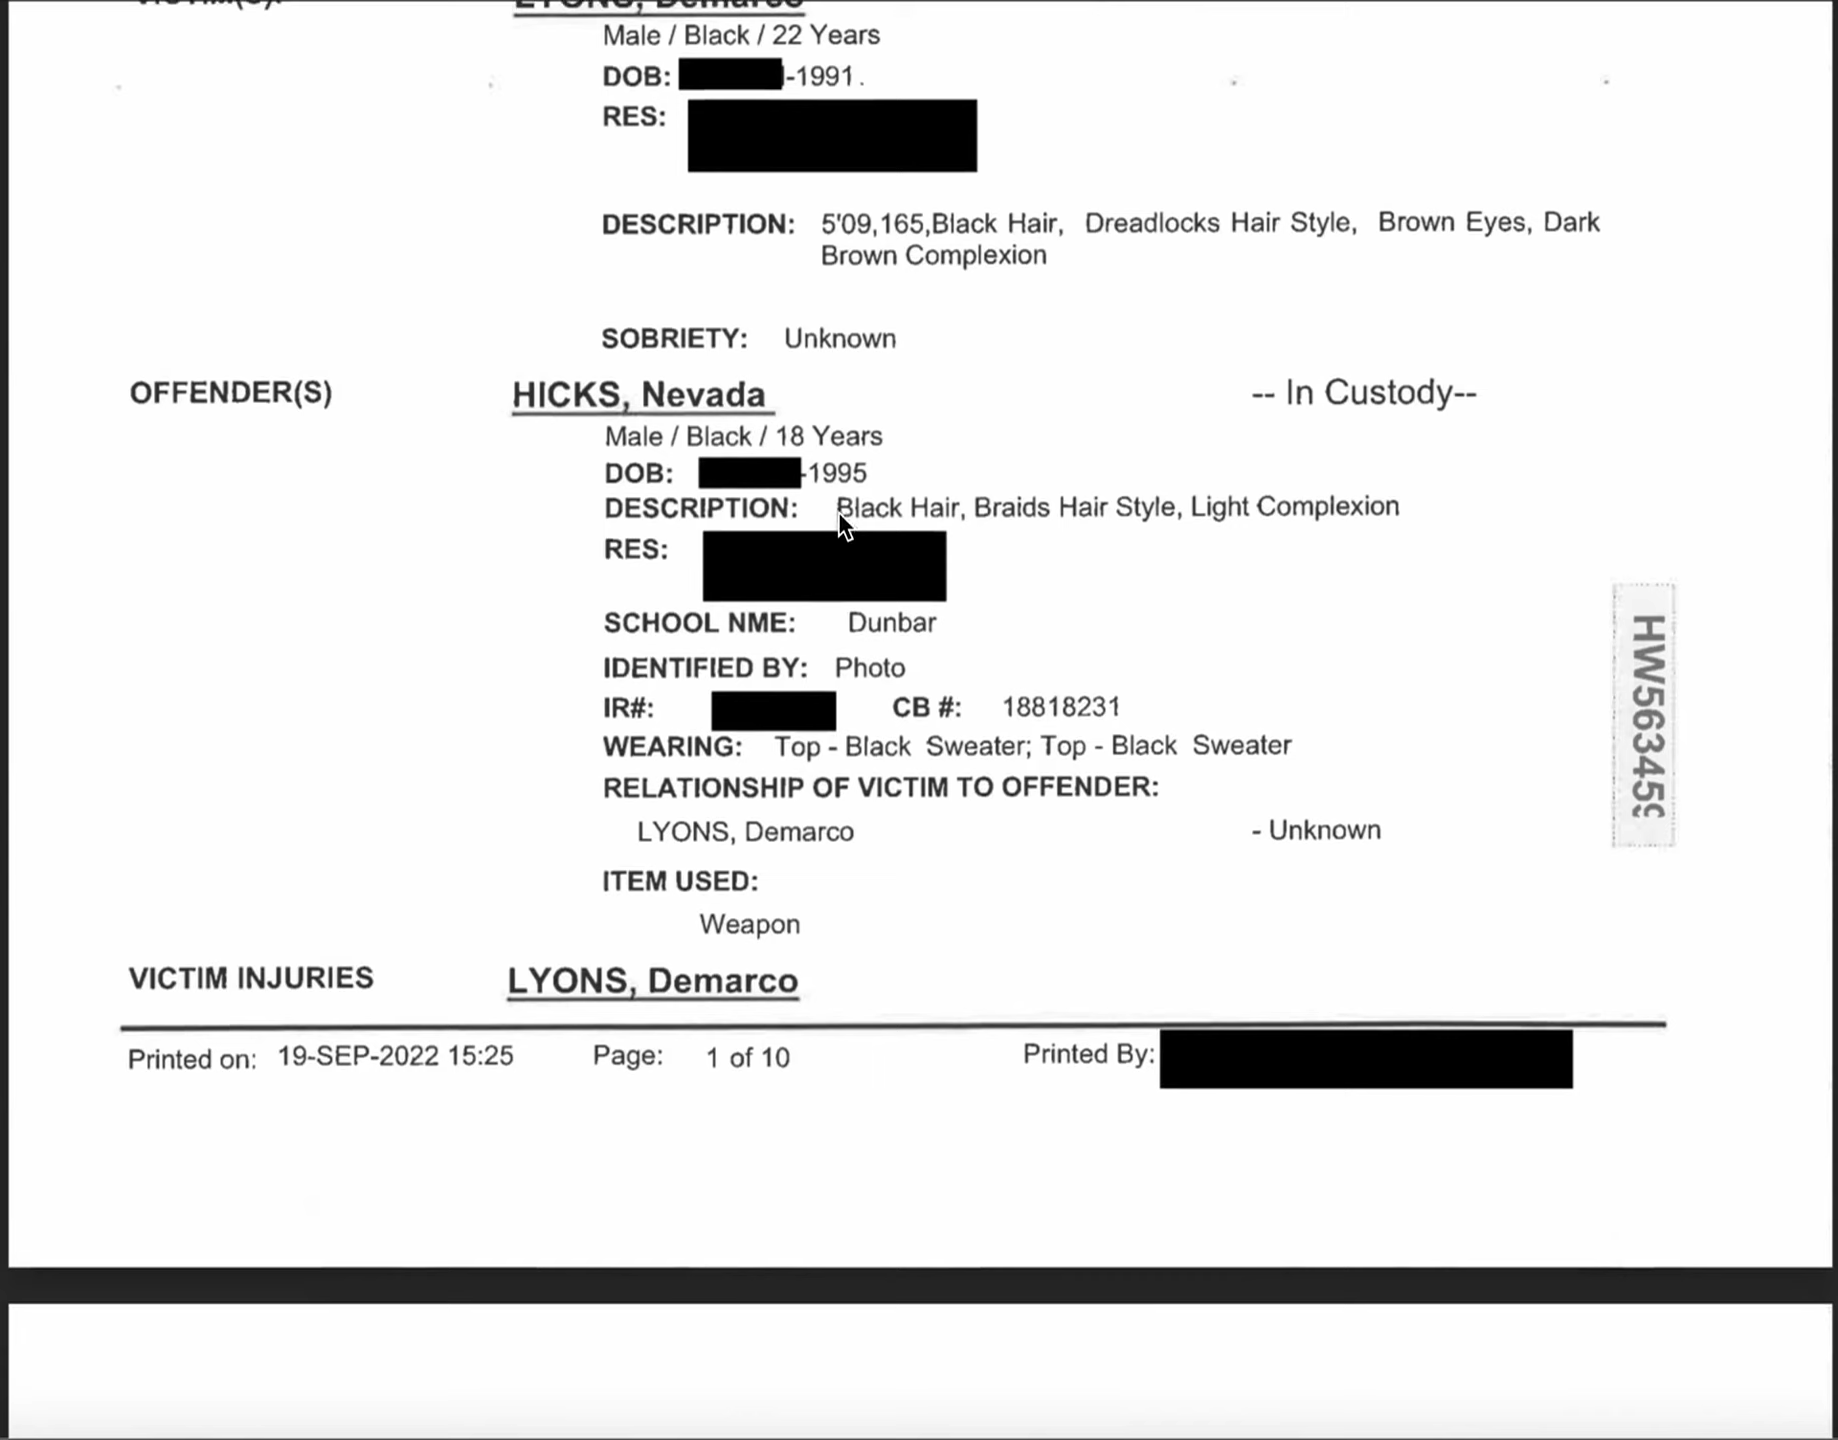 LYONS, Demarco
Male / Black / 22 Years
DOB: -1991.
RES:
DESCRIPTION: 5'09,165,Black Hair, Dreadlocks Hair Style, Brown Eyes, Dark
Brown Complexion
SOBRIETY: Unknown
OFFENDER(S) HICKS, Nevada -- In Custody--
Male / Black / 18 Years
DOB: -1995
DESCRIPTION: Black Hair, Braids Hair Style, Light Complexion
RES:
SCHOOL NME: Dunbar
IDENTIFIED BY: Photo
IR#: CB #: 18818231
WEARING: Top - Black Sweater; Top - Black Sweater
RELATIONSHIP OF VICTIM TO OFFENDER:
LYONS, Demarco - Unknown
ITEM USED:
Weapon
HW563459
VICTIM INJURIES LYONS, Demarco
Printed on: 19-SEP-2022 15:25 Page: 1 of 10 Printed By: